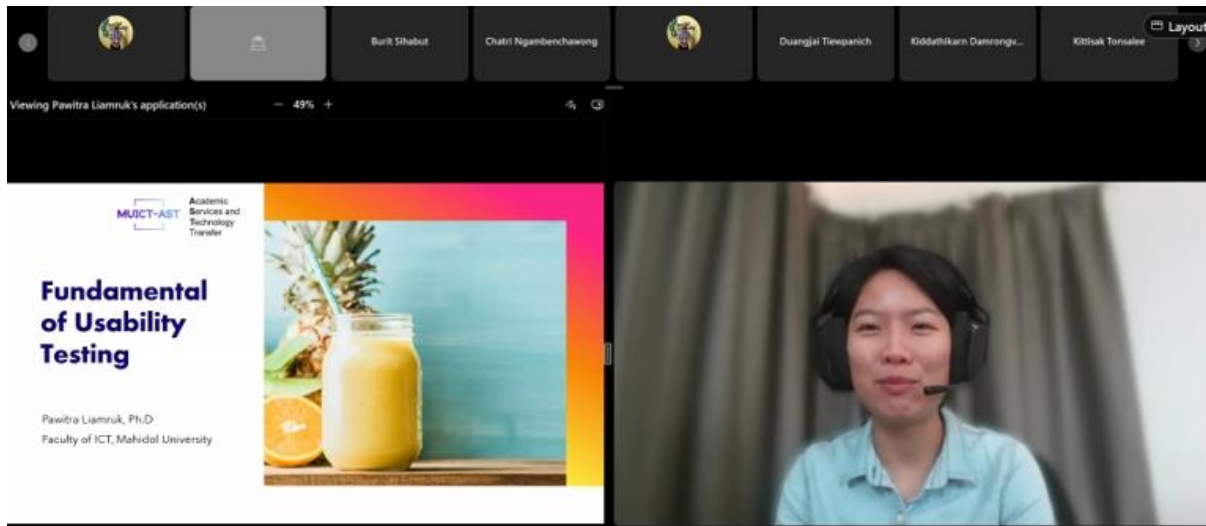 Burit Sihabut
Chatri Ngambenchawong
Duangjai Tiewpanich
Kiddathikarn Damrongv...
Kittisak Tonsalee
Layout
Viewing Pawitra Liamruk's application(s)
− 49% +
MUICT-AST
Academic
Services and
Technology
Transfer
Fundamental
of Usability
Testing
Pawitra Liamruk, Ph.D
Faculty of ICT, Mahidol University